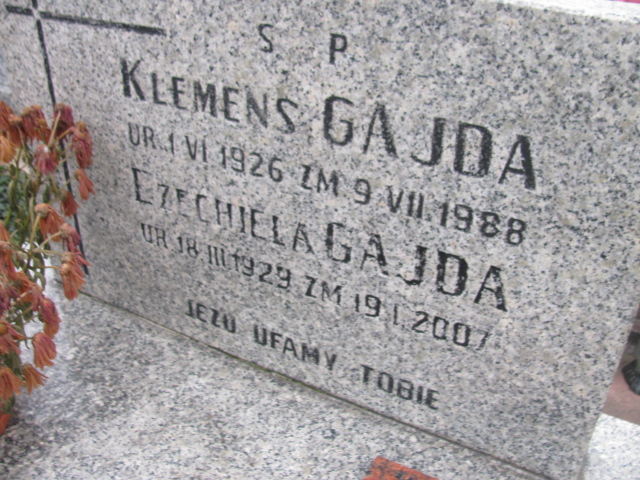 S P
KLEMENS GAJDA
UR. 1 VI 1926 ZM 9 VII. 1988
EZECHIELA GAJDA
UR. 18 III 1929 ZM 19 I. 2007
JEZU UFAMY TOBIE